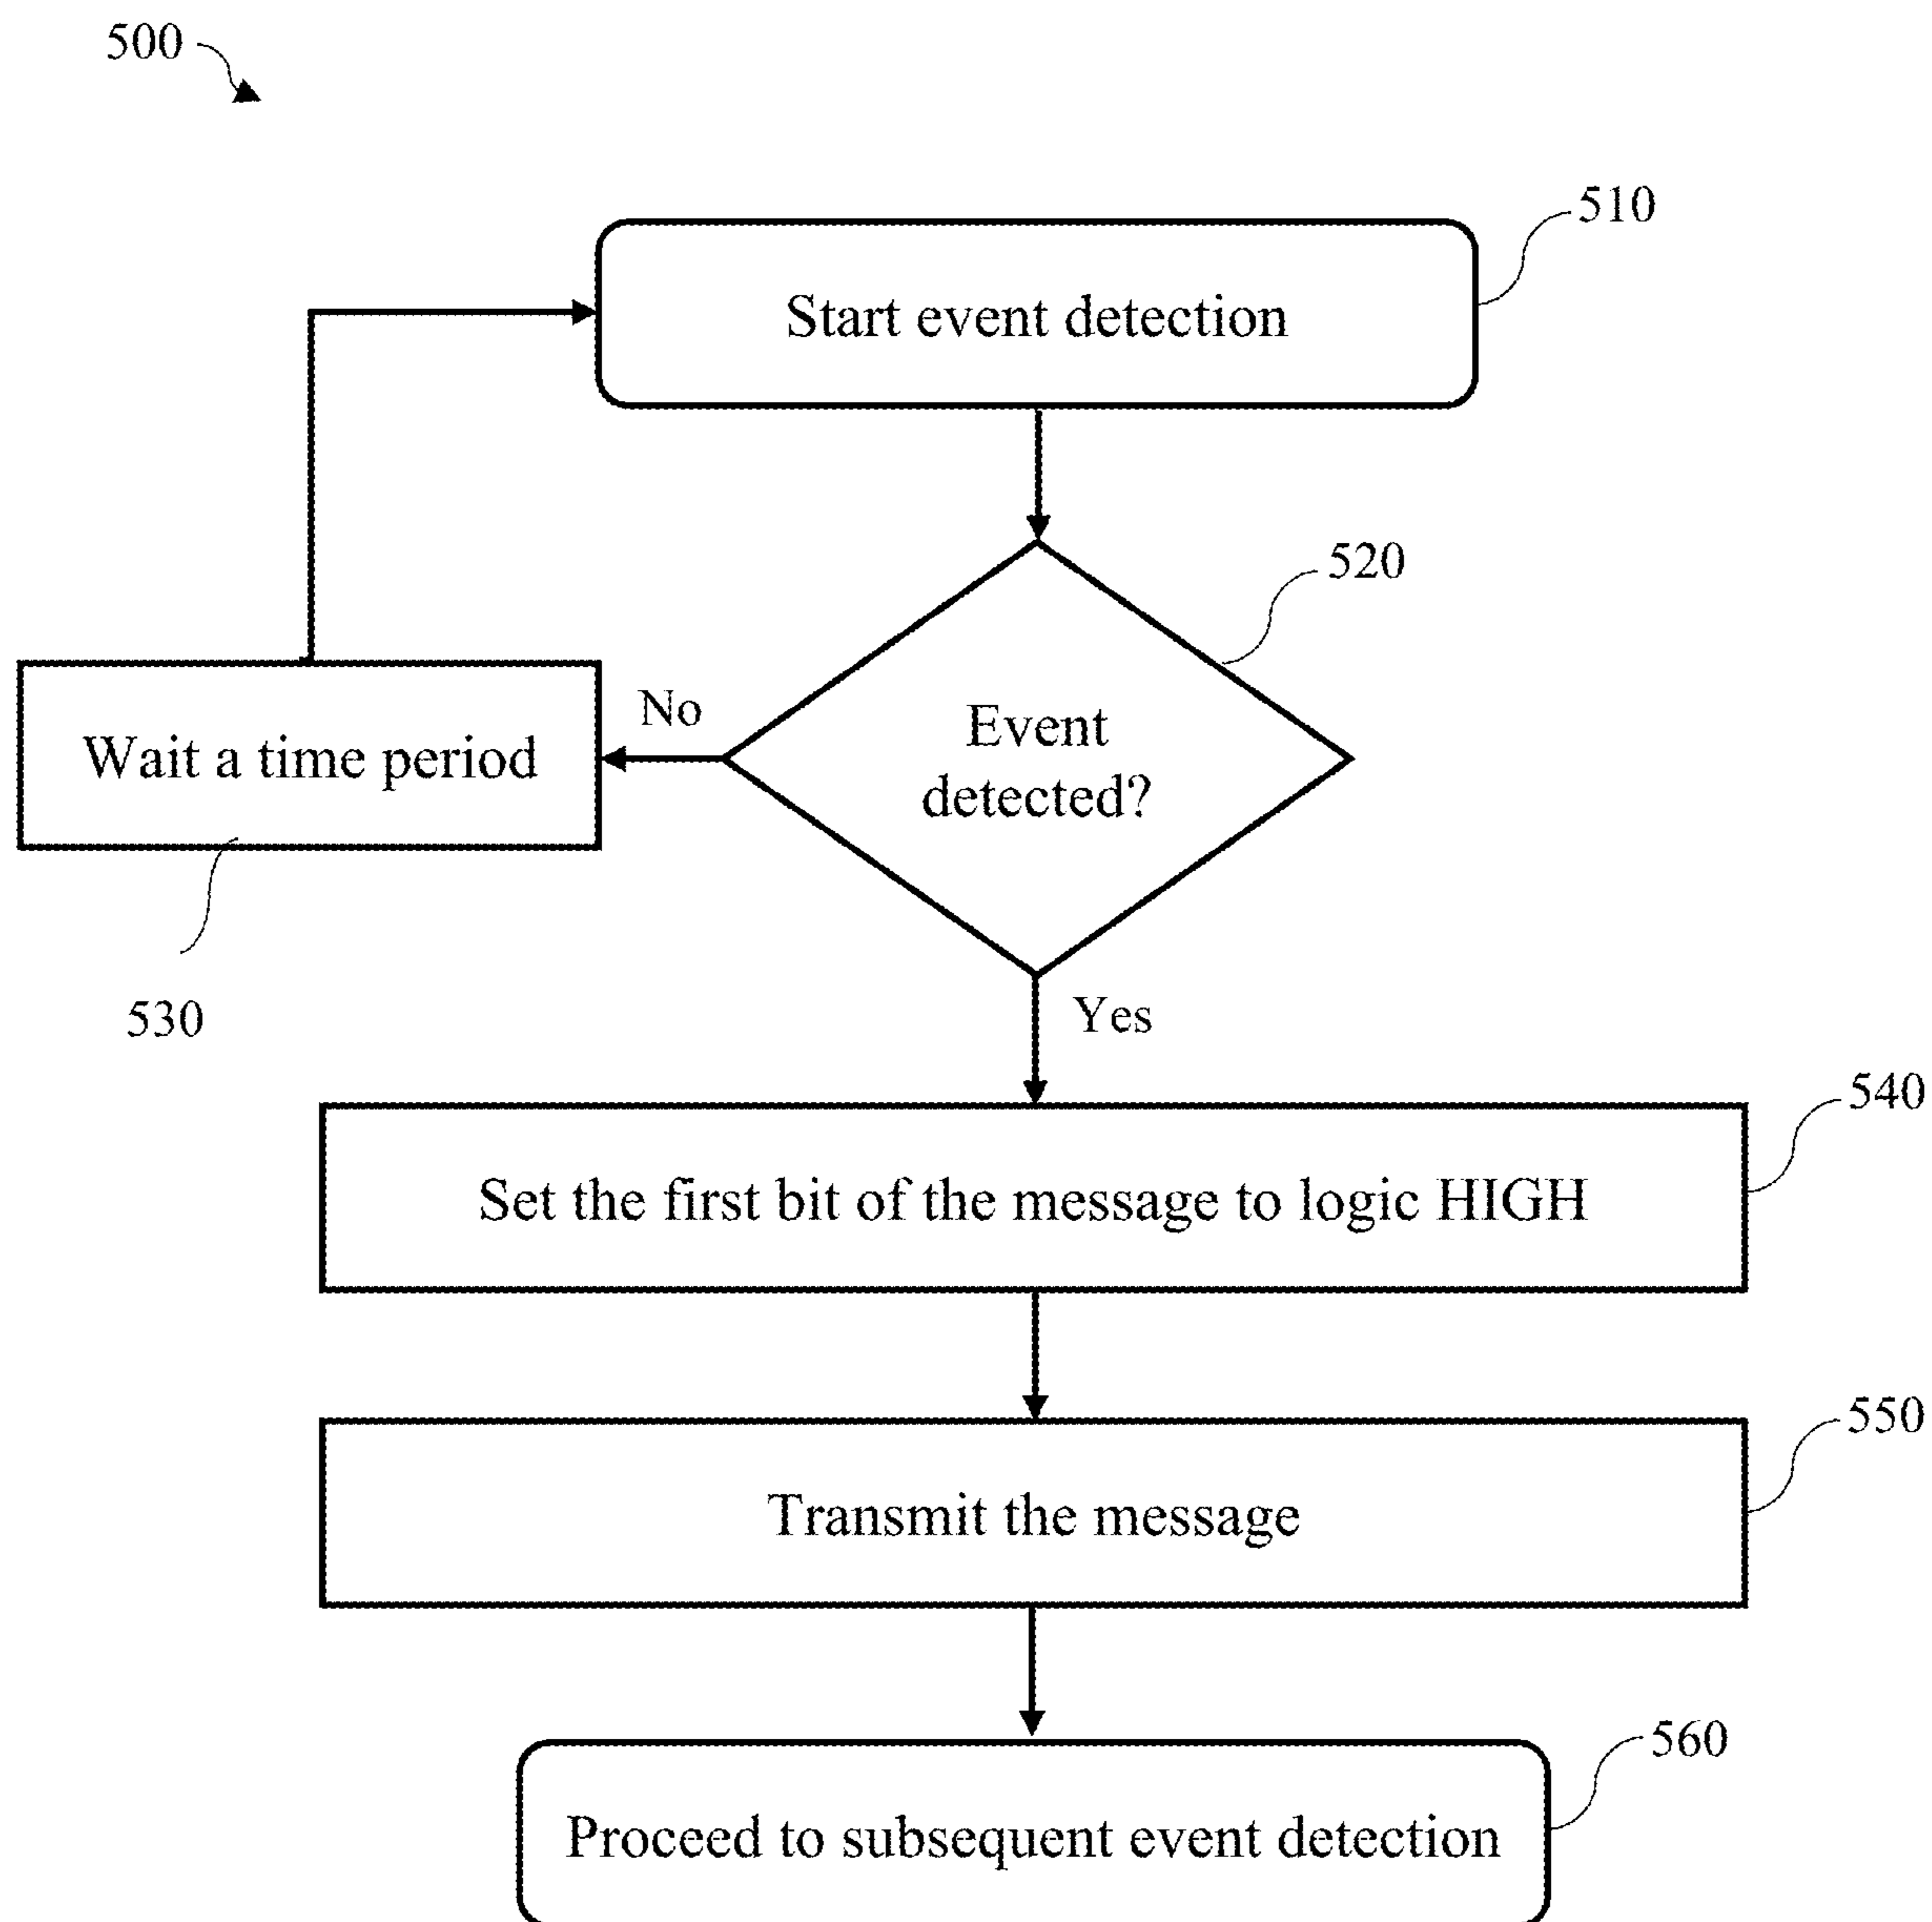 500
510
Start event detection
520
Event
detected?
No
Wait a time period
530
Yes
540
Set the first bit of the message to logic HIGH
550
Transmit the message
560
Proceed to subsequent event detection